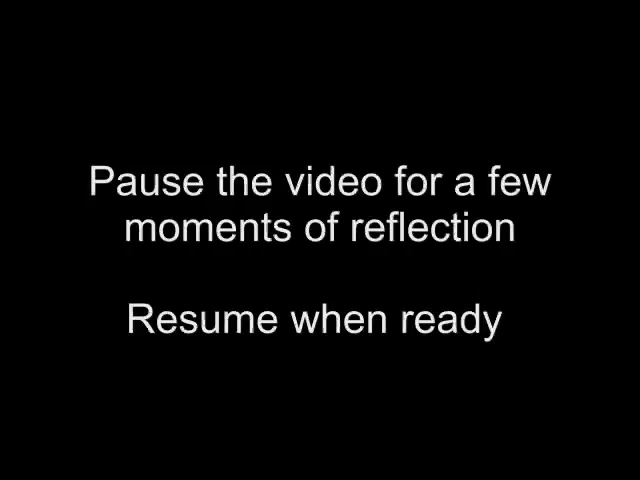 Pause the video for a few
moments of reflection
Resume when ready